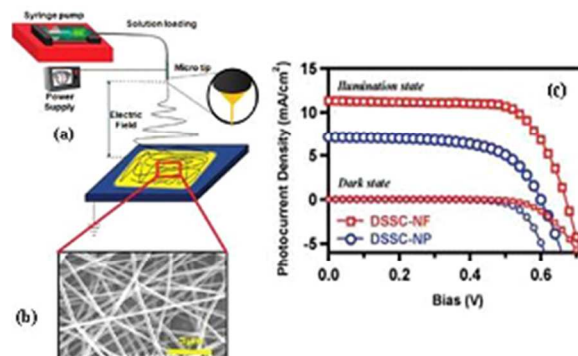 Syringe pump
Solution loading
Micro tip
Power
Supply
Electric
Field
(a)
(b)
(c)
Photocurrent Density (mA/cm²)
15
10
5
0
-5
Ilumination state
Dark state
DSSC-NF
DSSC-NP
0.0
0.2
0.4
0.6
Bias (V)